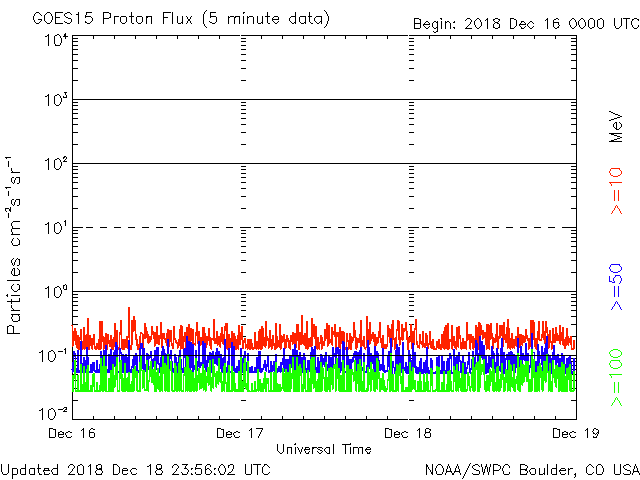 GOES15 Proton Flux (5 minute data)
Begin: 2018 Dec 16 0000 UTC
10⁴
10³
10²
10¹
10⁰
10⁻¹
10⁻²
Particles cm⁻²s⁻¹sr⁻¹
MeV
>=10
>=50
>=100
Dec 16
Dec 17
Dec 18
Dec 19
Universal Time
Updated 2018 Dec 18 23:56:02 UTC
NOAA/SWPC Boulder, CO USA